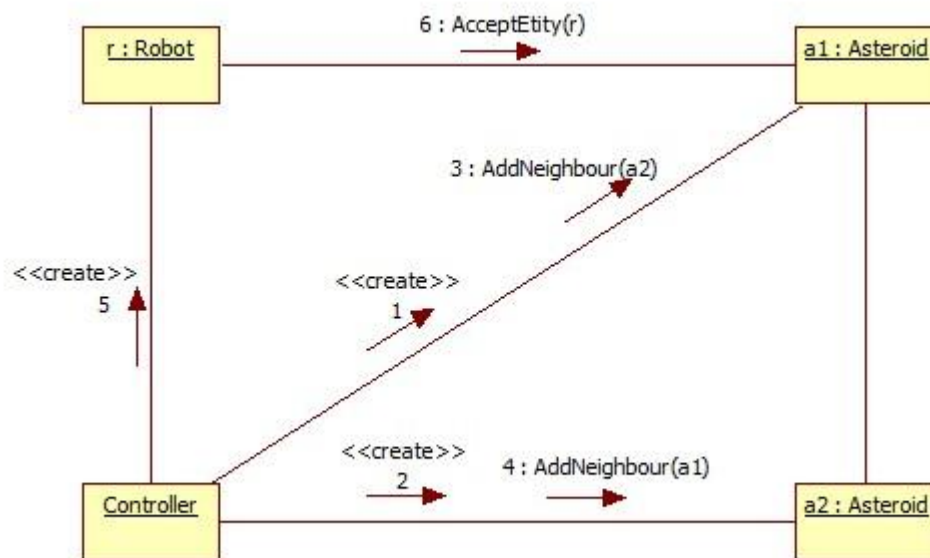 6 : AcceptEtity(r)
r : Robot
a1 : Asteroid
3 : AddNeighbour(a2)
<<create>>
5
<<create>>
1
<<create>>
2
4 : AddNeighbour(a1)
Controller
a2 : Asteroid